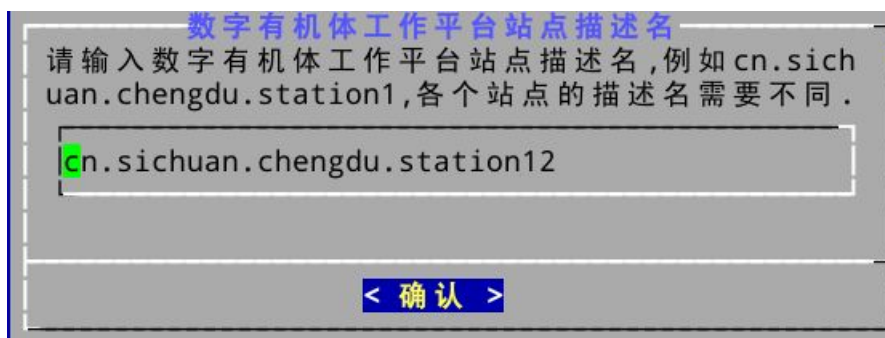 数字有机体工作平台站点描述名
请输入数字有机体工作平台站点描述名,例如cn.sich
uan.chengdu.station1,各个站点的描述名需要不同.
cn.sichuan.chengdu.station12
< 确认 >